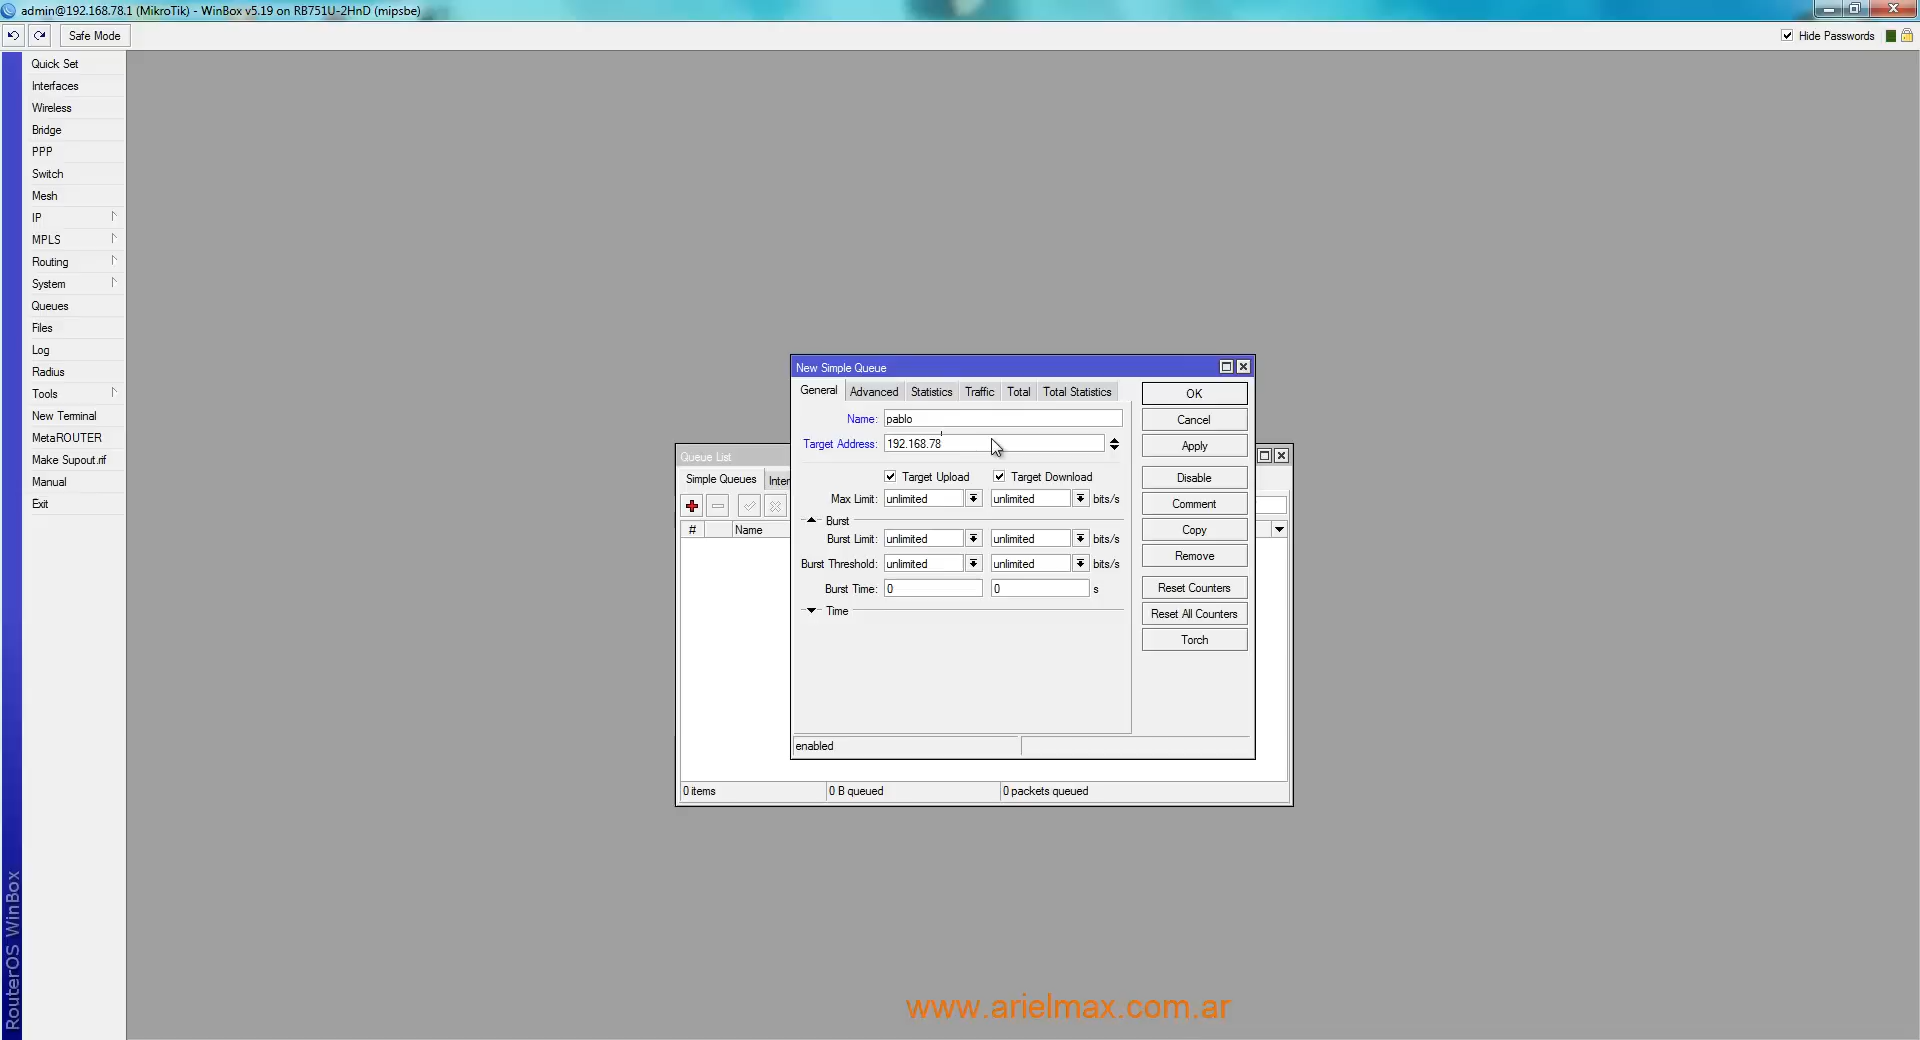 admin@192.168.78.1 (MikroTik) - WinBox v5.19 on RB751U-2HnD (mipsbe)
Safe Mode
Hide Passwords
Quick Set
Interfaces
Wireless
Bridge
PPP
Switch
Mesh
IP
MPLS
Routing
System
Queues
Files
Log
Radius
Tools
New Terminal
MetaROUTER
Make Supout.rif
Manual
Exit
RouterOS WinBox
New Simple Queue
General Advanced Statistics Traffic Total Total Statistics
Name: pablo
Target Address: 192.168.78
Target Upload Target Download
Max Limit: unlimited unlimited bits/s
Burst
Burst Limit: unlimited unlimited bits/s
Burst Threshold: unlimited unlimited bits/s
Burst Time: 0 0 s
Time
enabled
OK
Cancel
Apply
Disable
Comment
Copy
Remove
Reset Counters
Reset All Counters
Torch
Queue List
Simple Queues Inter
# Name
0 items 0 B queued 0 packets queued
www.arielmax.com.ar